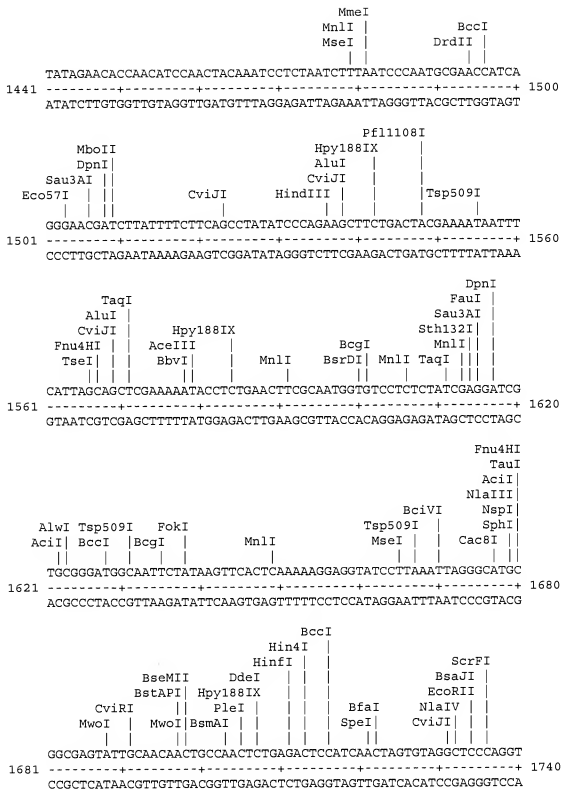 MmeI
MnlI BccI
MseI DrdII
TATAGAACACCAACATCCAACTACAAATCCTCTAATCTTTAATCCCAATGCGAACCATCA
1441 ---------+---------+---------+---------+---------+---------+ 1500
ATATCTTGTGGTTGTAGGTTGATGTTTAGGAGATTAGAAATTAGGGTTACGCTTGGTAGT
Pfl1108I
MboII Hpy188IX
DpnI AluI
Sau3AI CviJI
Eco57I CviJI HindIII Tsp509I
GGGAACGATCTTATTTTCTTCAGCCTATATCCCAGAAGCTTCTGACTACGAAAATAATTT
1501 ---------+---------+---------+---------+---------+---------+ 1560
CCCTTGCTAGAATAAAAGAAGTCGGATATAGGGTCTTCGAAGACTGATGCTTTTATTAAA
DpnI
TaqI FauI
AluI Sau3AI
CviJI Hpy188IX Sth132I
Fnu4HI AceIII BcgI MnlI
TseI BbvI MnlI BsrDI MnlI TaqI
CATTAGCAGCTCGAAAAATACCTCTGAACTTCGCAATGGTGTCCTCTCTATCGAGGATCG
1561 ---------+---------+---------+---------+---------+---------+ 1620
GTAATCGTCGAGCTTTTTATGGAGACTTGAAGCGTTACCACAGGAGAGATAGCTCCTAGC
Fnu4HI
TauI
AciI
NlaIII
BciVI NspI
AlwI Tsp509I FokI Tsp509I SphI
AciI BccI BcgI MnlI MseI Cac8I
TGCGGGATGGCAATTCTATAAGTTCACTCAAAAAGGAGGTATCCTTAAATTAGGGCATGC
1621 ---------+---------+---------+---------+---------+---------+ 1680
ACGCCCTACCGTTAAGATATTCAAGTGAGTTTTTCCTCCATAGGAATTTAATCCCGTACG
BccI
Hin4I
BseMII DdeI HinfI ScrFI
BstAPI Hpy188IX BsaJI
CviRI PleI BfaI EcoRII
MwoI MwoI BsmAI SpeI NlaIV
CviJI
GGCGAGTATTGCAACAACTGCCAACTCTGAGACTCCATCAACTAGTGTAGGCTCCCAGGT
1681 ---------+---------+---------+---------+---------+---------+ 1740
CCGCTCATAACGTTGTTGACGGTTGAGACTCTGAGGTAGTTGATCACATCCGAGGGTCCA